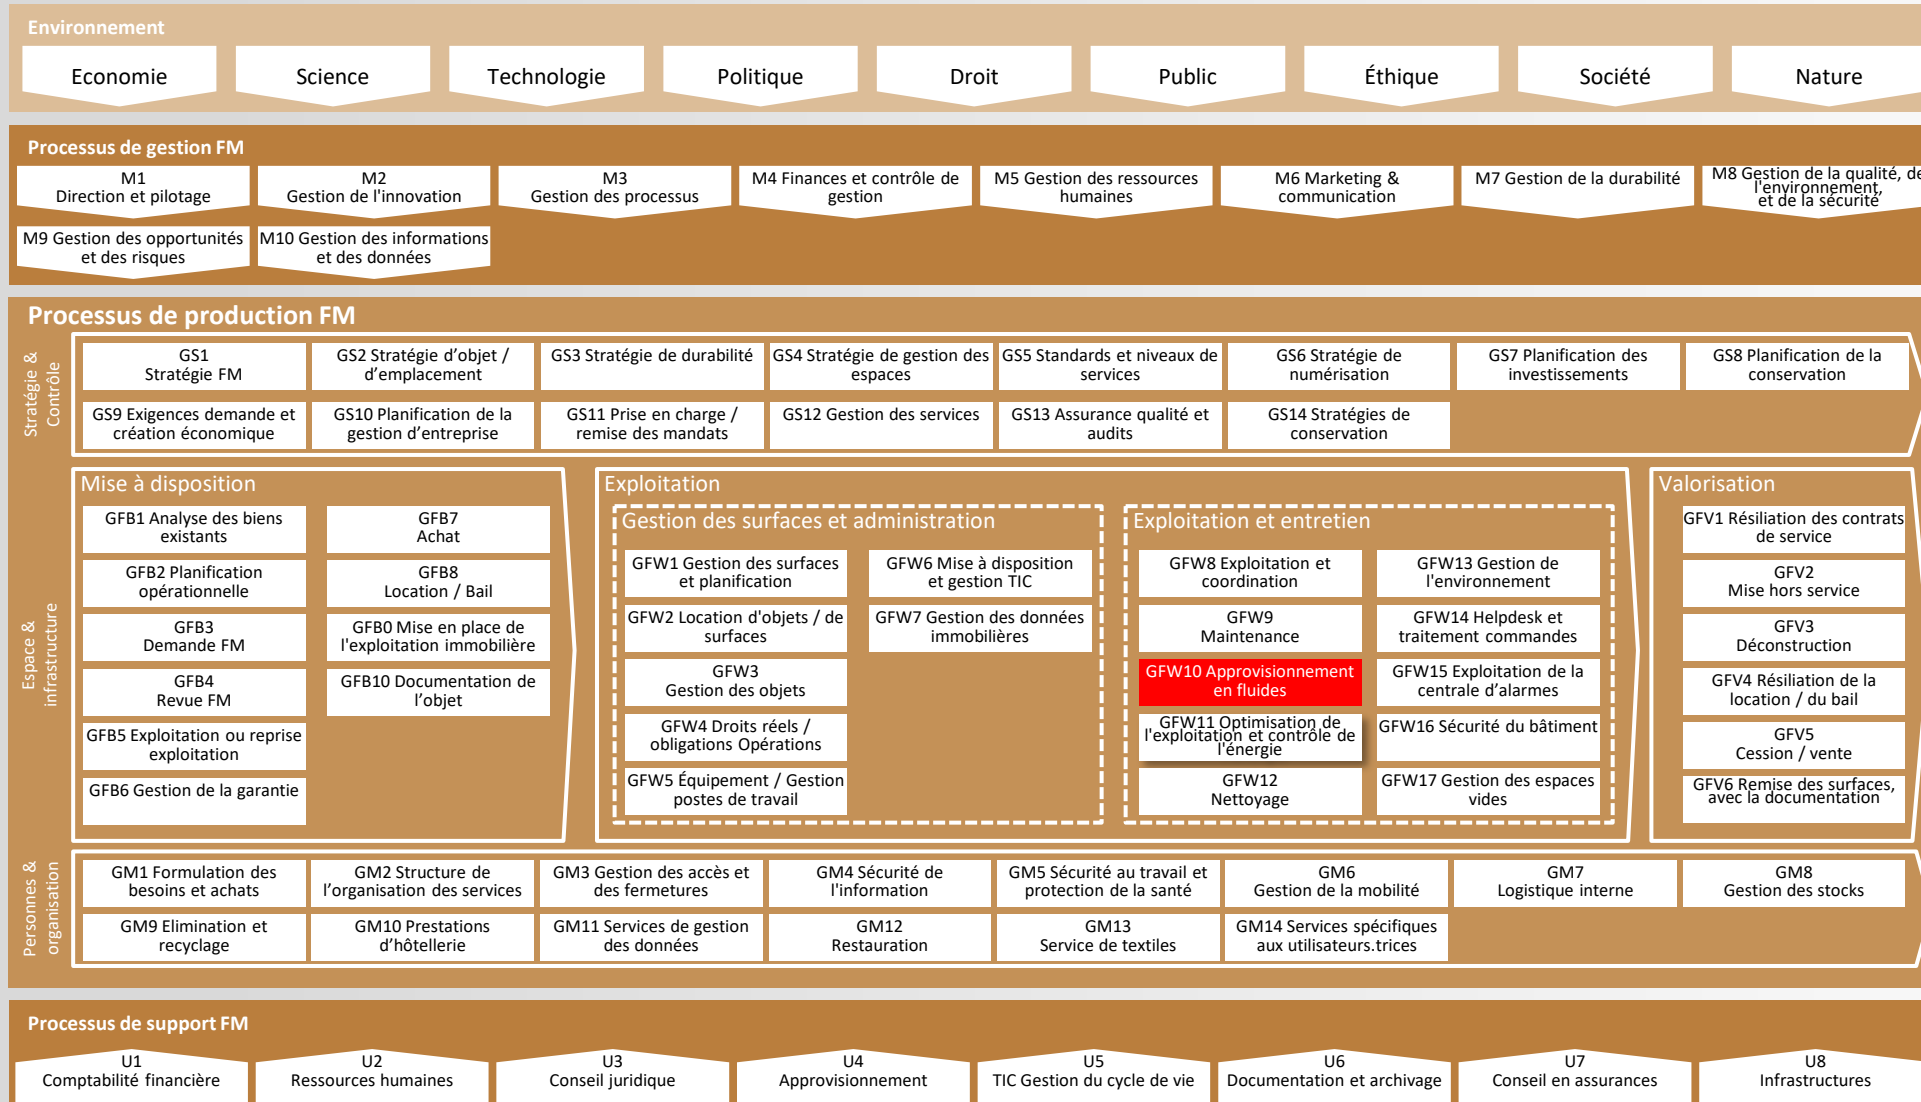 Environnement
Economie
Science
Technologie
Politique
Droit
Public
Éthique
Société
Nature
Processus de gestion FM
M1
Direction et pilotage
M2
Gestion de l'innovation
M3
Gestion des processus
M4 Finances et contrôle de
gestion
M5 Gestion des ressources
humaines
M6 Marketing &
communication
M7 Gestion de la durabilité
M8 Gestion de la qualité, de
l'environnement,
et de la sécurité
M9 Gestion des opportunités
et des risques
M10 Gestion des informations
et des données
Processus de production FM
Stratégie &
Contrôle
GS1
Stratégie FM
GS2 Stratégie d'objet /
d'emplacement
GS3 Stratégie de durabilité
GS4 Stratégie de gestion des
espaces
GS5 Standards et niveaux de
services
GS6 Stratégie de
numérisation
GS7 Planification des
investissements
GS8 Planification de la
conservation
GS9 Exigences demande et
création économique
GS10 Planification de la
gestion d'entreprise
GS11 Prise en charge /
remise des mandats
GS12 Gestion des services
GS13 Assurance qualité et
audits
GS14 Stratégies de
conservation
Espace &
infrastructure
Mise à disposition
GFB1 Analyse des biens
existants
GFB2 Planification
opérationnelle
GFB3
Demande FM
GFB4
Revue FM
GFB5 Exploitation ou reprise
exploitation
GFB6 Gestion de la garantie
GFB7
Achat
GFB8
Location / Bail
GFB0 Mise en place de
l'exploitation immobilière
GFB10 Documentation de
l'objet
Exploitation
Gestion des surfaces et administration
GFW1 Gestion des surfaces
et planification
GFW2 Location d'objets / de
surfaces
GFW3
Gestion des objets
GFW4 Droits réels /
obligations Opérations
GFW5 Équipement / Gestion
postes de travail
GFW6 Mise à disposition
et gestion TIC
GFW7 Gestion des données
immobilières
Exploitation et entretien
GFW8 Exploitation et
coordination
GFW9
Maintenance
GFW10 Approvisionnement
en fluides
GFW11 Optimisation de
l'exploitation et contrôle de
l'énergie
GFW12
Nettoyage
GFW13 Gestion de
l'environnement
GFW14 Helpdesk et
traitement commandes
GFW15 Exploitation de la
centrale d'alarmes
GFW16 Sécurité du bâtiment
GFW17 Gestion des espaces
vides
Valorisation
GFV1 Résiliation des contrats
de service
GFV2
Mise hors service
GFV3
Déconstruction
GFV4 Résiliation de la
location / du bail
GFV5
Cession / vente
GFV6 Remise des surfaces,
avec la documentation
Personnes &
organisation
GM1 Formulation des
besoins et achats
GM2 Structure de
l'organisation des services
GM3 Gestion des accès et
des fermetures
GM4 Sécurité de
l'information
GM5 Sécurité au travail et
protection de la santé
GM6
Gestion de la mobilité
GM7
Logistique interne
GM8
Gestion des stocks
GM9 Elimination et
recyclage
GM10 Prestations
d'hôtellerie
GM11 Services de gestion
des données
GM12
Restauration
GM13
Service de textiles
GM14 Services spécifiques
aux utilisateurs.trices
Processus de support FM
U1
Comptabilité financière
U2
Ressources humaines
U3
Conseil juridique
U4
Approvisionnement
U5
TIC Gestion du cycle de vie
U6
Documentation et archivage
U7
Conseil en assurances
U8
Infrastructures